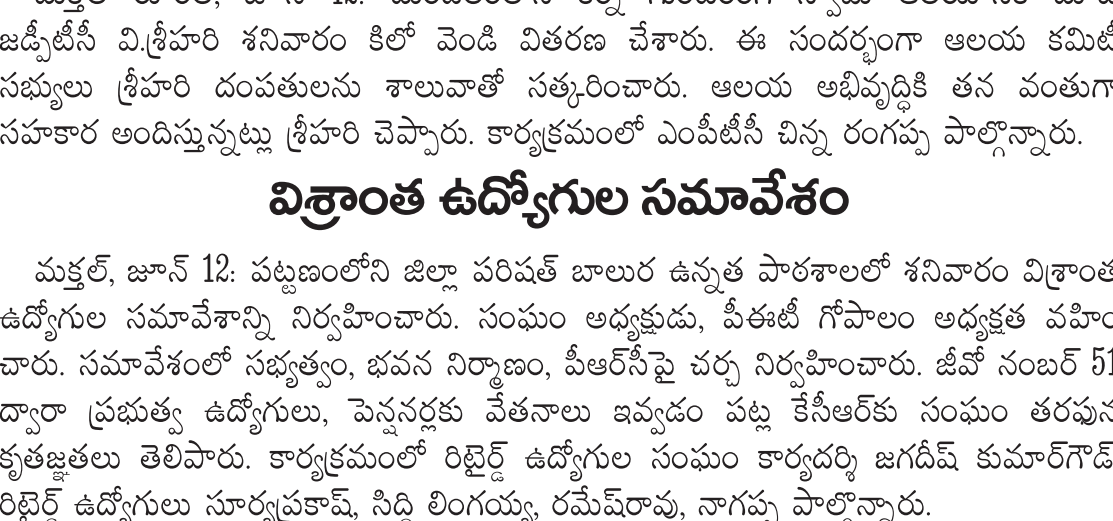 జడ్పీటీసీ వి.శ్రీహరి శనివారం కిలో వెండి వితరణ చేశారు. ఈ సందర్భంగా ఆలయ కమిటీ
సభ్యులు శ్రీహరి దంపతులను శాలువాతో సత్కరించారు. ఆలయ అభివృద్ధికి తన వంతుగా
సహకార అందిస్తున్నట్లు శ్రీహరి చెప్పారు. కార్యక్రమంలో ఎంపీటీసీ చిన్న రంగప్ప పాల్గొన్నారు.
విశ్రాంత ఉద్యోగుల సమావేశం
మక్తల్, జూన్ 12: పట్టణంలోని జిల్లా పరిషత్ బాలుర ఉన్నత పాఠశాలలో శనివారం విశ్రాంత
ఉద్యోగుల సమావేశాన్ని నిర్వహించారు. సంఘం అధ్యక్షుడు, పీఈటీ గోపాలం అధ్యక్షత వహిం
చారు. సమావేశంలో సభ్యత్వం, భవన నిర్మాణం, పీఆర్‌సీపై చర్చ నిర్వహించారు. జీవో నంబర్ 51
ద్వారా ప్రభుత్వ ఉద్యోగులు, పెన్షనర్లకు వేతనాలు ఇవ్వడం పట్ల కేసీఆర్‌కు సంఘం తరఫున
కృతజ్ఞతలు తెలిపారు. కార్యక్రమంలో రిటైర్డ్ ఉద్యోగుల సంఘం కార్యదర్శి జగదీష్ కుమార్‌గౌడ్
రిటైర్డ్ ఉద్యోగులు సూర్యప్రకాష్, సిద్ది లింగయ్య, రమేష్‌రావు, నాగప్ప పాల్గొన్నారు.